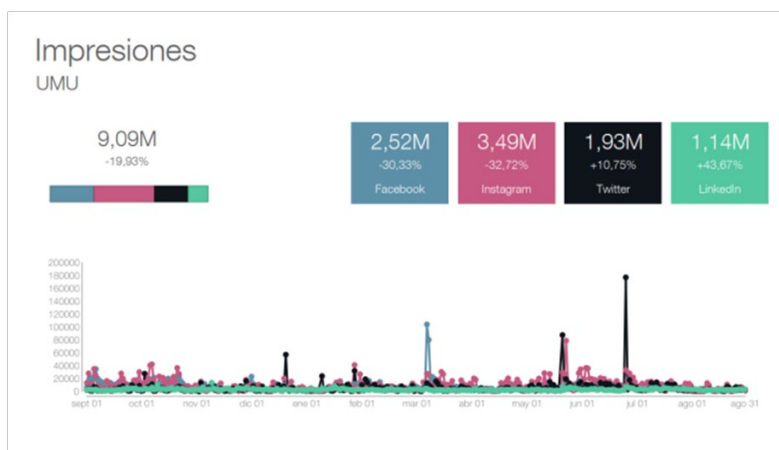 Impresiones
UMU
9,09M
-19,93%
2,52M
-30,33%
Facebook
3,49M
-32,72%
Instagram
1,93M
+10,75%
Twitter
1,14M
+43,67%
LinkedIn
200000
180000
160000
140000
120000
100000
80000
60000
40000
20000
0
sept 01 oct 01 nov 01 dic 01 ene 01 feb 01 mar 01 abr 01 may 01 jun 01 jul 01 ago 01 ago 31